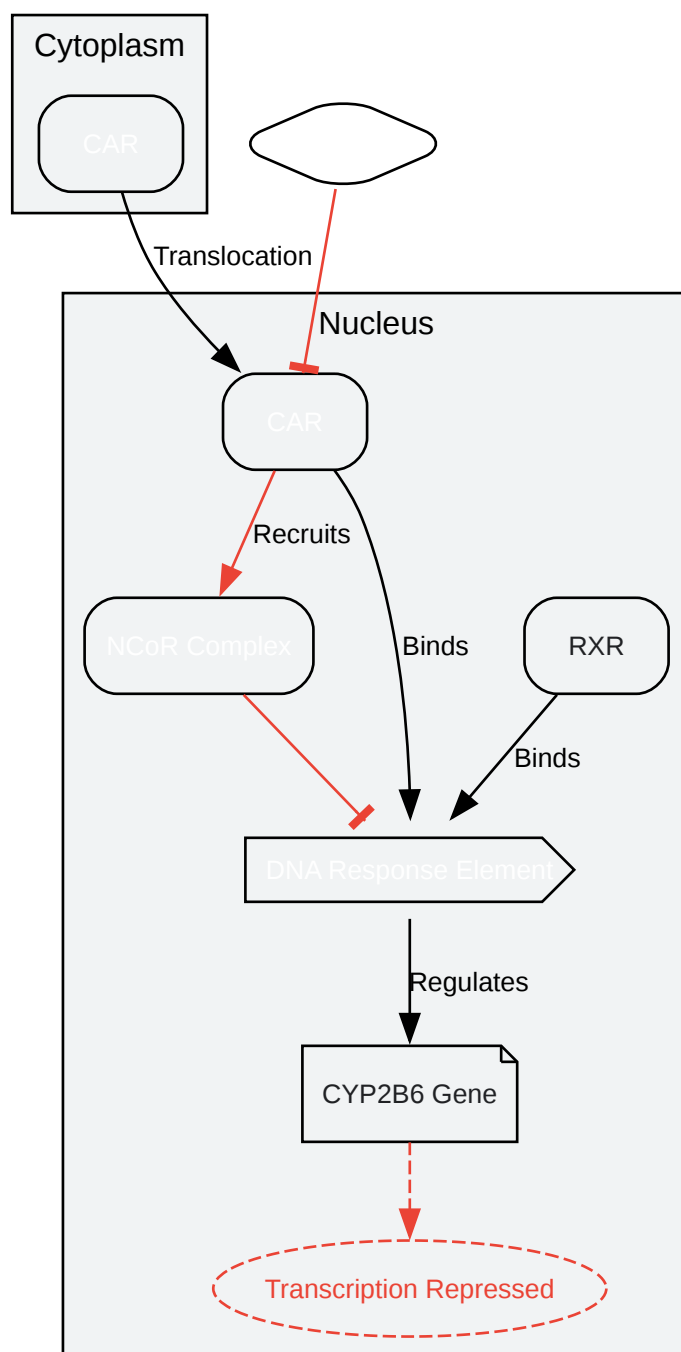 Cytoplasm
CAR
Translocation
Nucleus
CAR
Recruits
NCoR Complex
Binds
RXR
Binds
DNA Response Element
Regulates
CYP2B6 Gene
Transcription Repressed